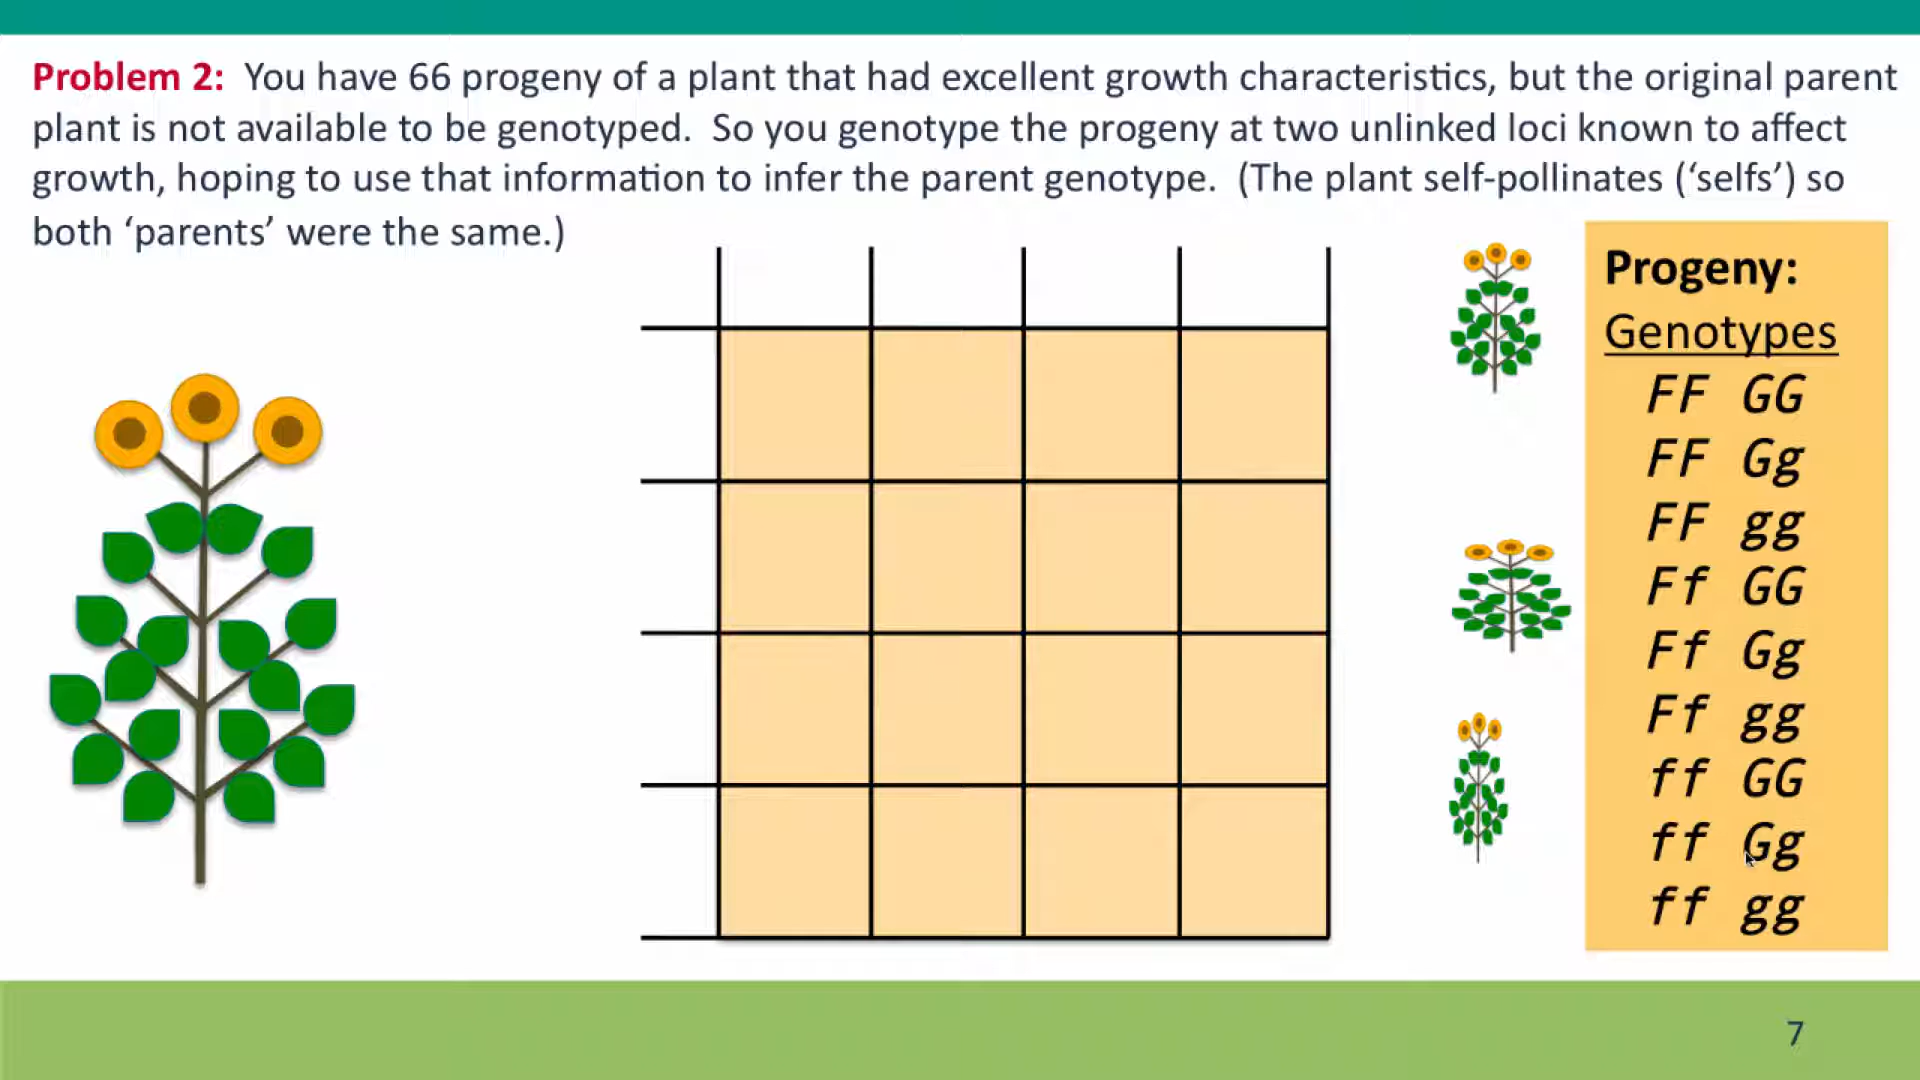 Problem 2: You have 66 progeny of a plant that had excellent growth characteristics, but the original parent
plant is not available to be genotyped. So you genotype the progeny at two unlinked loci known to affect
growth, hoping to use that information to infer the parent genotype. (The plant self-pollinates (‘selfs’) so
both ‘parents’ were the same.)
Progeny:
Genotypes
FF GG
FF Gg
FF gg
Ff GG
Ff Gg
Ff gg
ff GG
ff Gg
ff gg
7